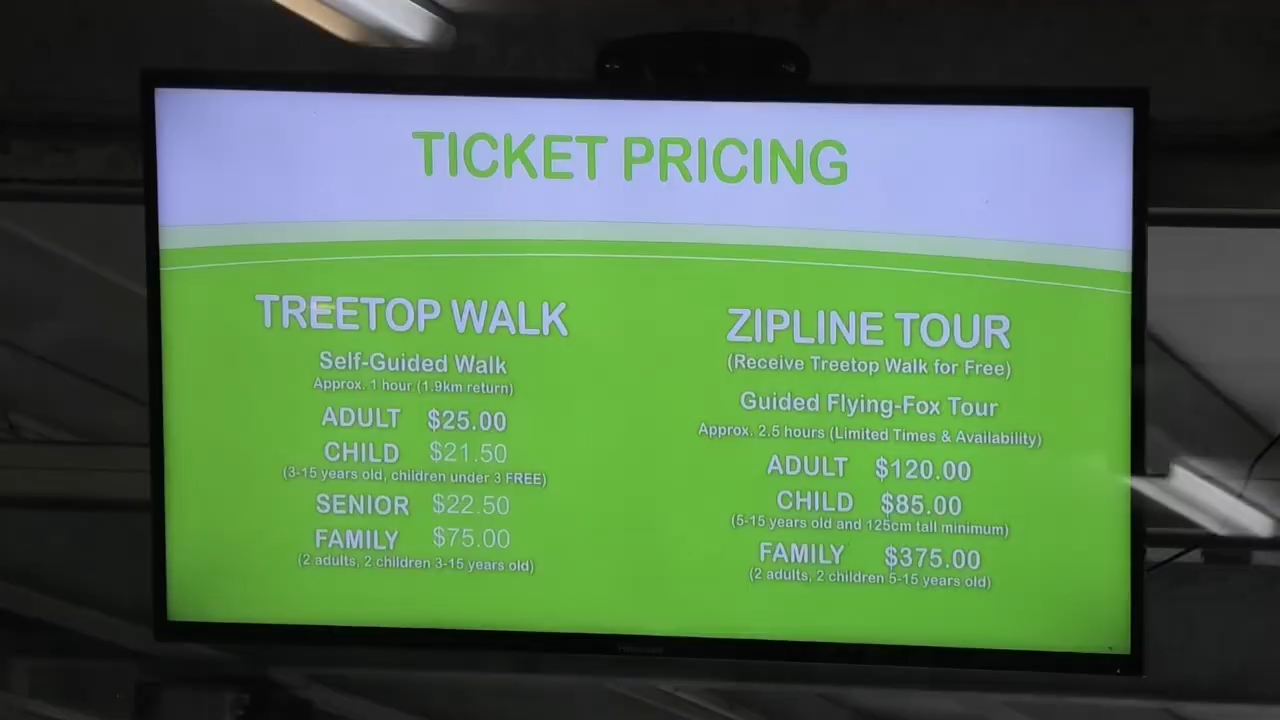 TICKET PRICING
TREETOP WALK
Self-Guided Walk
Approx. 1 hour (1.9km return)
ADULT $25.00
CHILD $21.50
(3-15 years old, children under 3 FREE)
SENIOR $22.50
FAMILY $75.00
(2 adults, 2 children 3-15 years old)
ZIPLINE TOUR
(Receive Treetop Walk for Free)
Guided Flying-Fox Tour
Approx. 2.5 hours (Limited Times & Availability)
ADULT $120.00
CHILD $85.00
(5-15 years old and 125cm tall minimum)
FAMILY $375.00
(2 adults, 2 children 5-15 years old)
Hisense